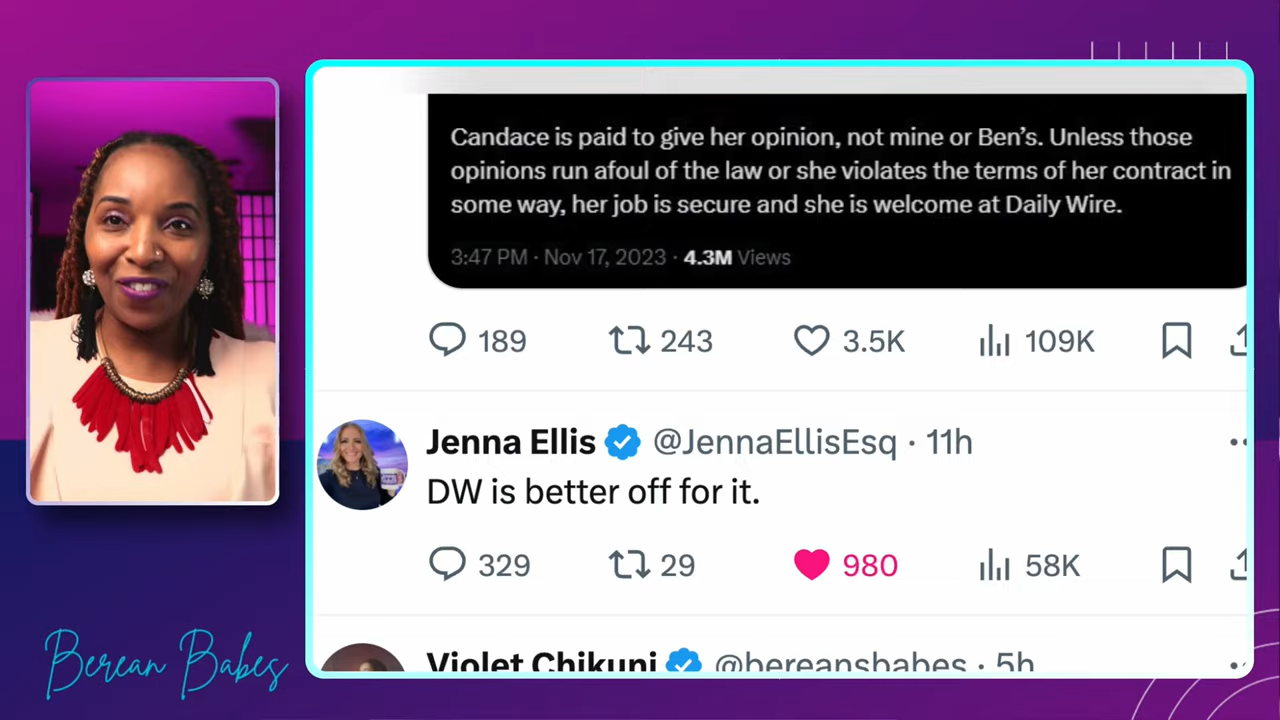 Candace is paid to give her opinion, not mine or Ben's. Unless those
opinions run afoul of the law or she violates the terms of her contract in
some way, her job is secure and she is welcome at Daily Wire.
3:47 PM · Nov 17, 2023 · 4.3M Views
189 243 3.5K 109K
Jenna Ellis @JennaEllisEsq · 11h
DW is better off for it.
329 29 980 58K
Violet Chikuni @bereansbabes · 5h
Berean Babes